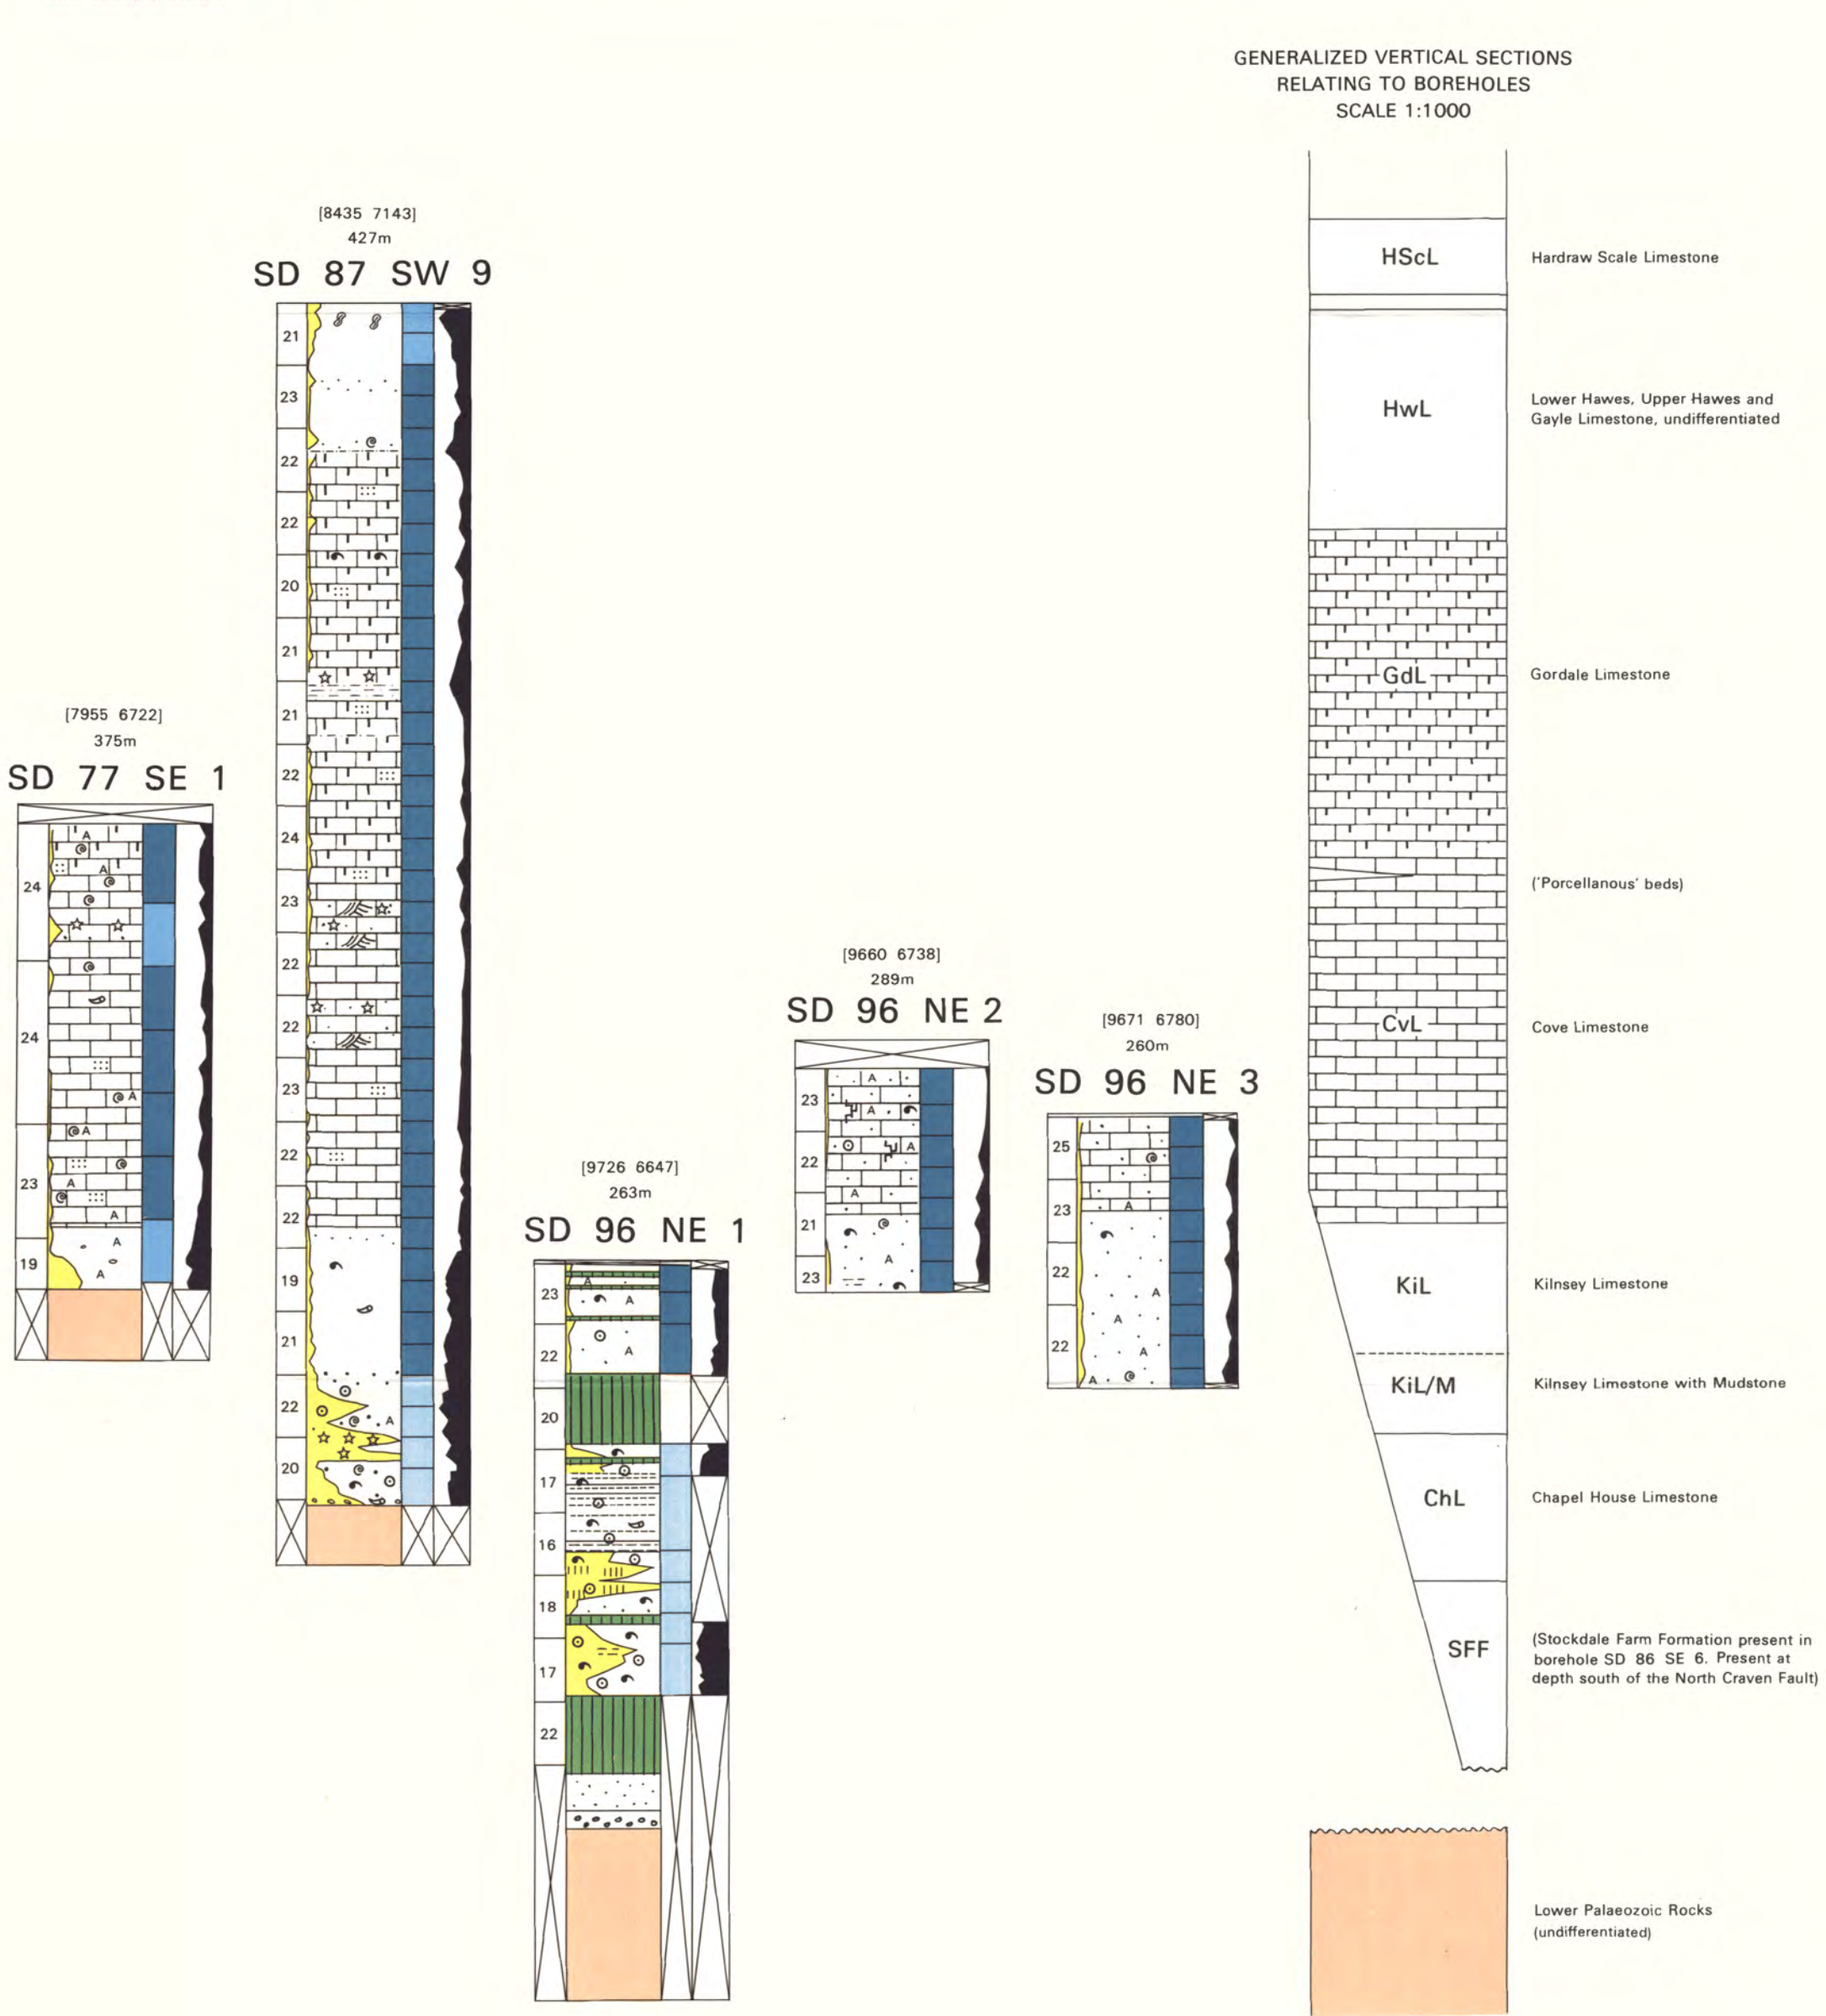 GENERALIZED VERTICAL SECTIONS
RELATING TO BOREHOLES
SCALE 1:1000
HScL
Hardraw Scale Limestone
HwL
Lower Hawes, Upper Hawes and
Gayle Limestone, undifferentiated
GdL
Gordale Limestone
('Porcellanous' beds)
CvL
Cove Limestone
KiL
Kilnsey Limestone
KiL/M
Kilnsey Limestone with Mudstone
ChL
Chapel House Limestone
SFF
(Stockdale Farm Formation present in
borehole SD 86 SE 6. Present at
depth south of the North Craven Fault)
Lower Palaeozoic Rocks
(undifferentiated)
[7955 6722]
375m
SD 77 SE 1
24
24
23
19
A
A
A
A
A
A
A
A
[8435 7143]
427m
SD 87 SW 9
21
23
22
22
20
21
21
22
24
23
22
22
23
22
22
19
21
22
20
A
[9726 6647]
263m
SD 96 NE 1
23
22
20
17
16
18
17
22
A
A
A
[9660 6738]
289m
SD 96 NE 2
23
22
21
23
A
A
A
A
A
[9671 6780]
260m
SD 96 NE 3
25
23
22
22
A
A
A
A
A